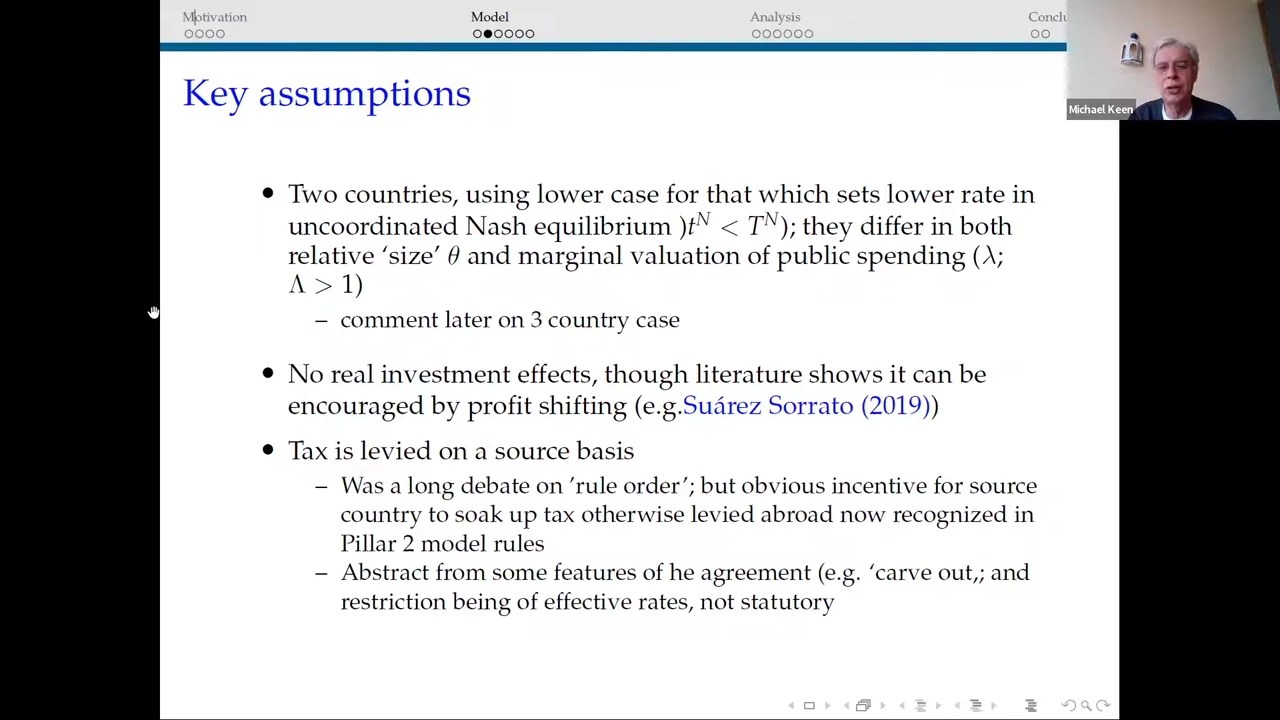 Motivation Model Analysis Conclu
Michael Keen
Key assumptions
• Two countries, using lower case for that which sets lower rate in
uncoordinated Nash equilibrium )t^N < T^N); they differ in both
relative ‘size’ θ and marginal valuation of public spending (λ;
Λ > 1)
– comment later on 3 country case
• No real investment effects, though literature shows it can be
encouraged by profit shifting (e.g.Suárez Sorrato (2019))
• Tax is levied on a source basis
– Was a long debate on ’rule order’; but obvious incentive for source
country to soak up tax otherwise levied abroad now recognized in
Pillar 2 model rules
– Abstract from some features of he agreement (e.g. ‘carve out,; and
restriction being of effective rates, not statutory